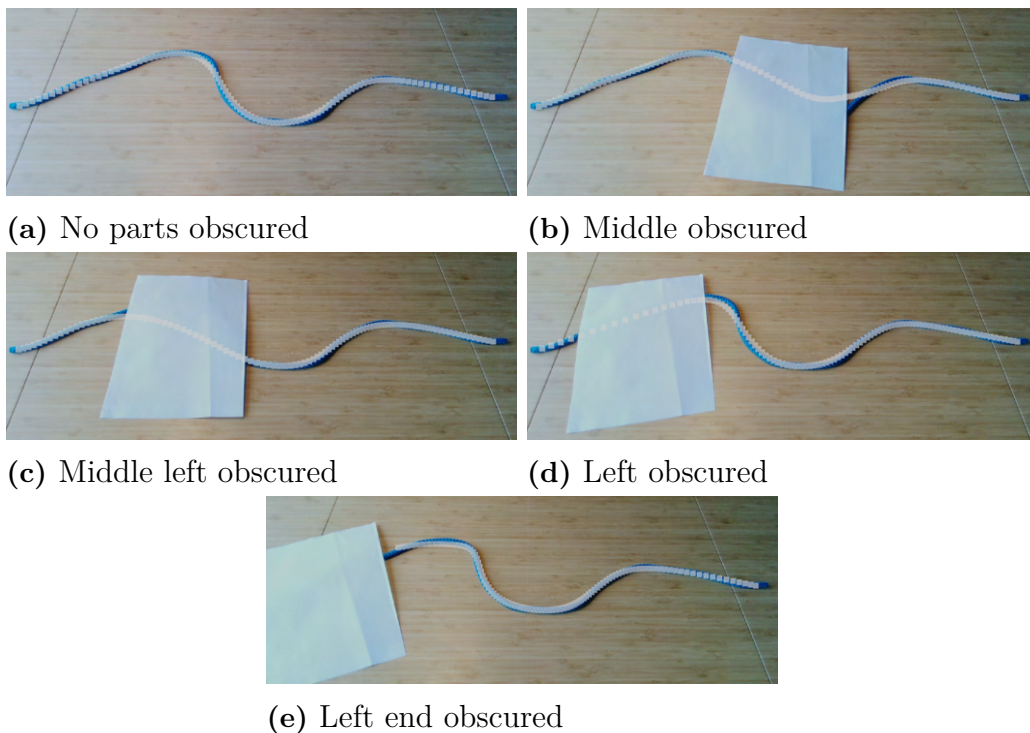 (a) No parts obscured
(b) Middle obscured
(c) Middle left obscured
(d) Left obscured
(e) Left end obscured